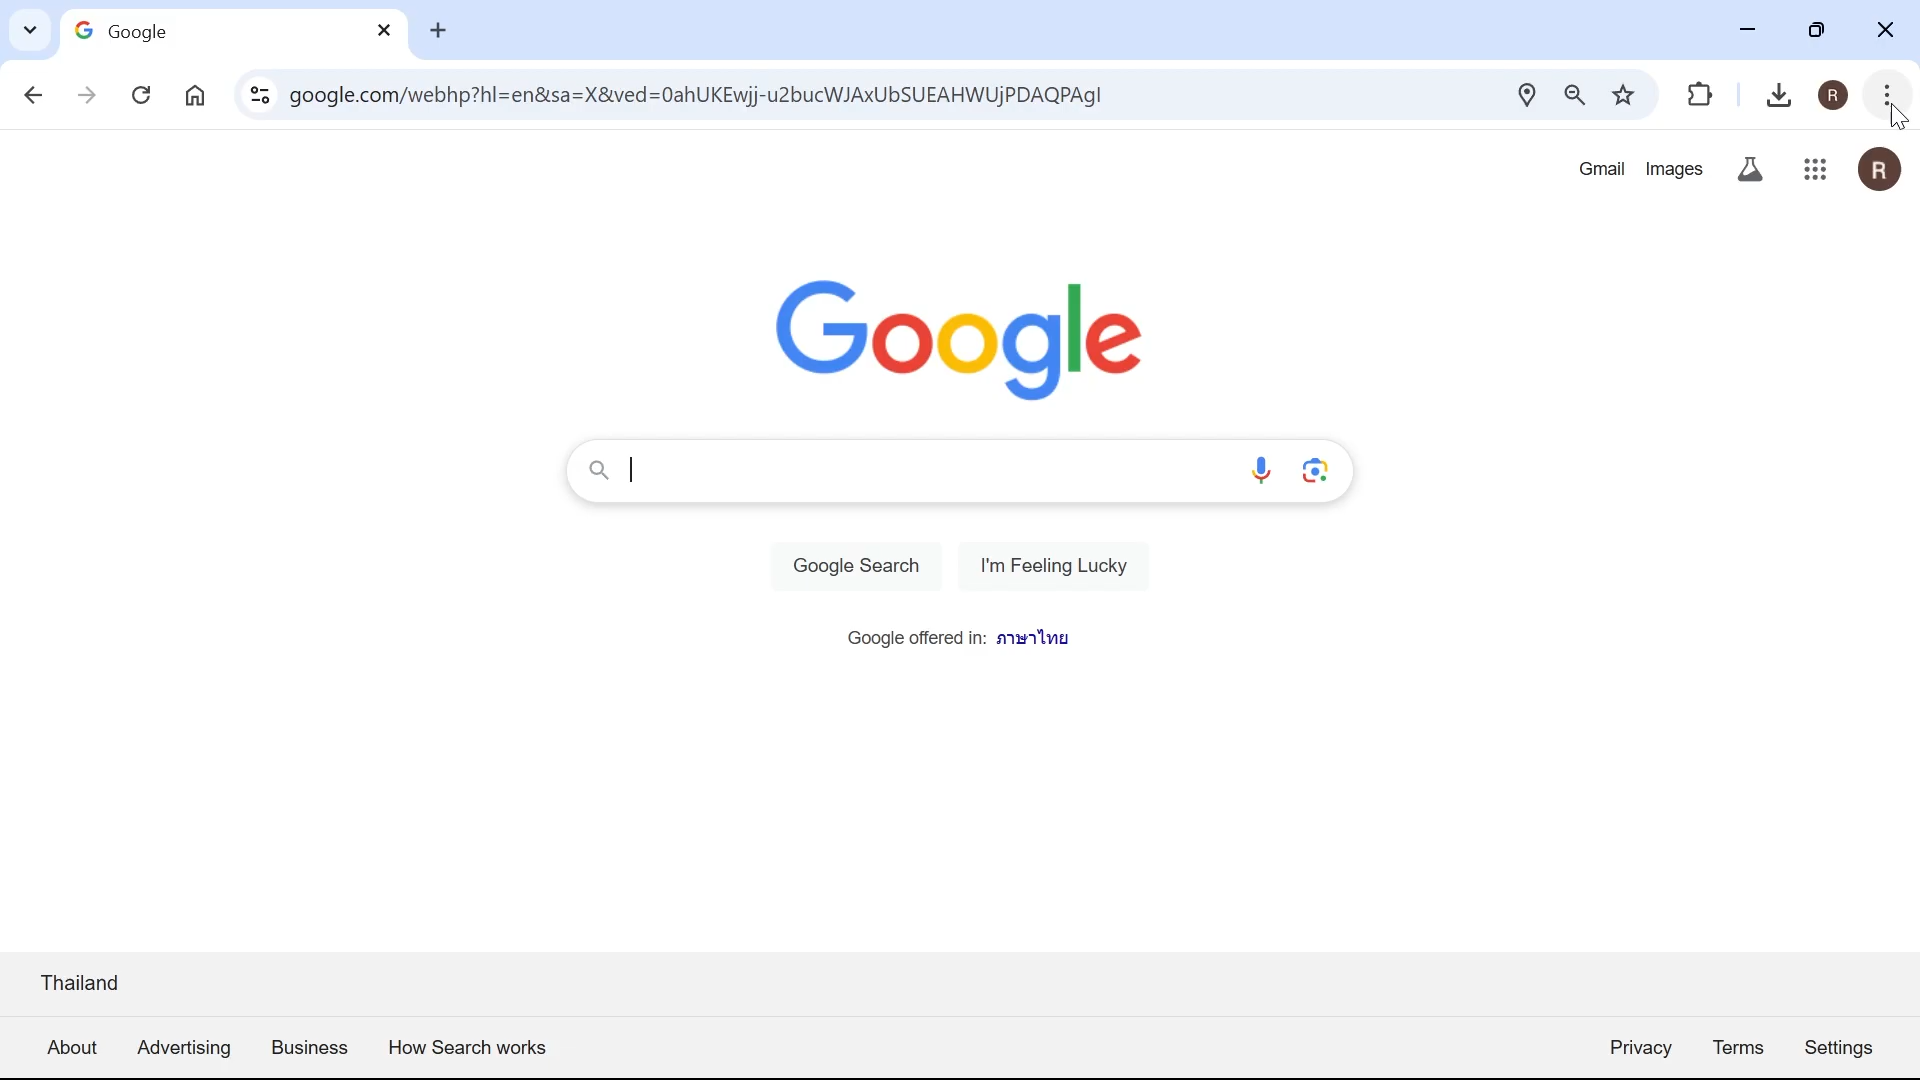 Google
google.com/webhp?hl=en&sa=X&ved=0ahUKEwjj-u2bucWJAxUbSUEAHWUjPDAQPAgI
R
Gmail Images R
Google
Google Search I'm Feeling Lucky
Google offered in: ภาษาไทย
Thailand
About Advertising Business How Search works Privacy Terms Settings